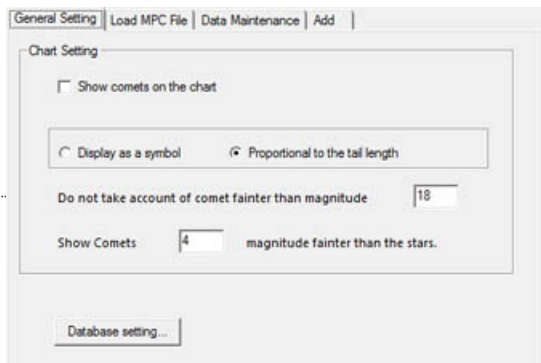 General Setting Load MPC File Data Maintenance Add
Chart Setting
Show comets on the chart
Display as a symbol Proportional to the tail length
Do not take account of comet fainter than magnitude 18
Show Comets 4 magnitude fainter than the stars.
Database setting...